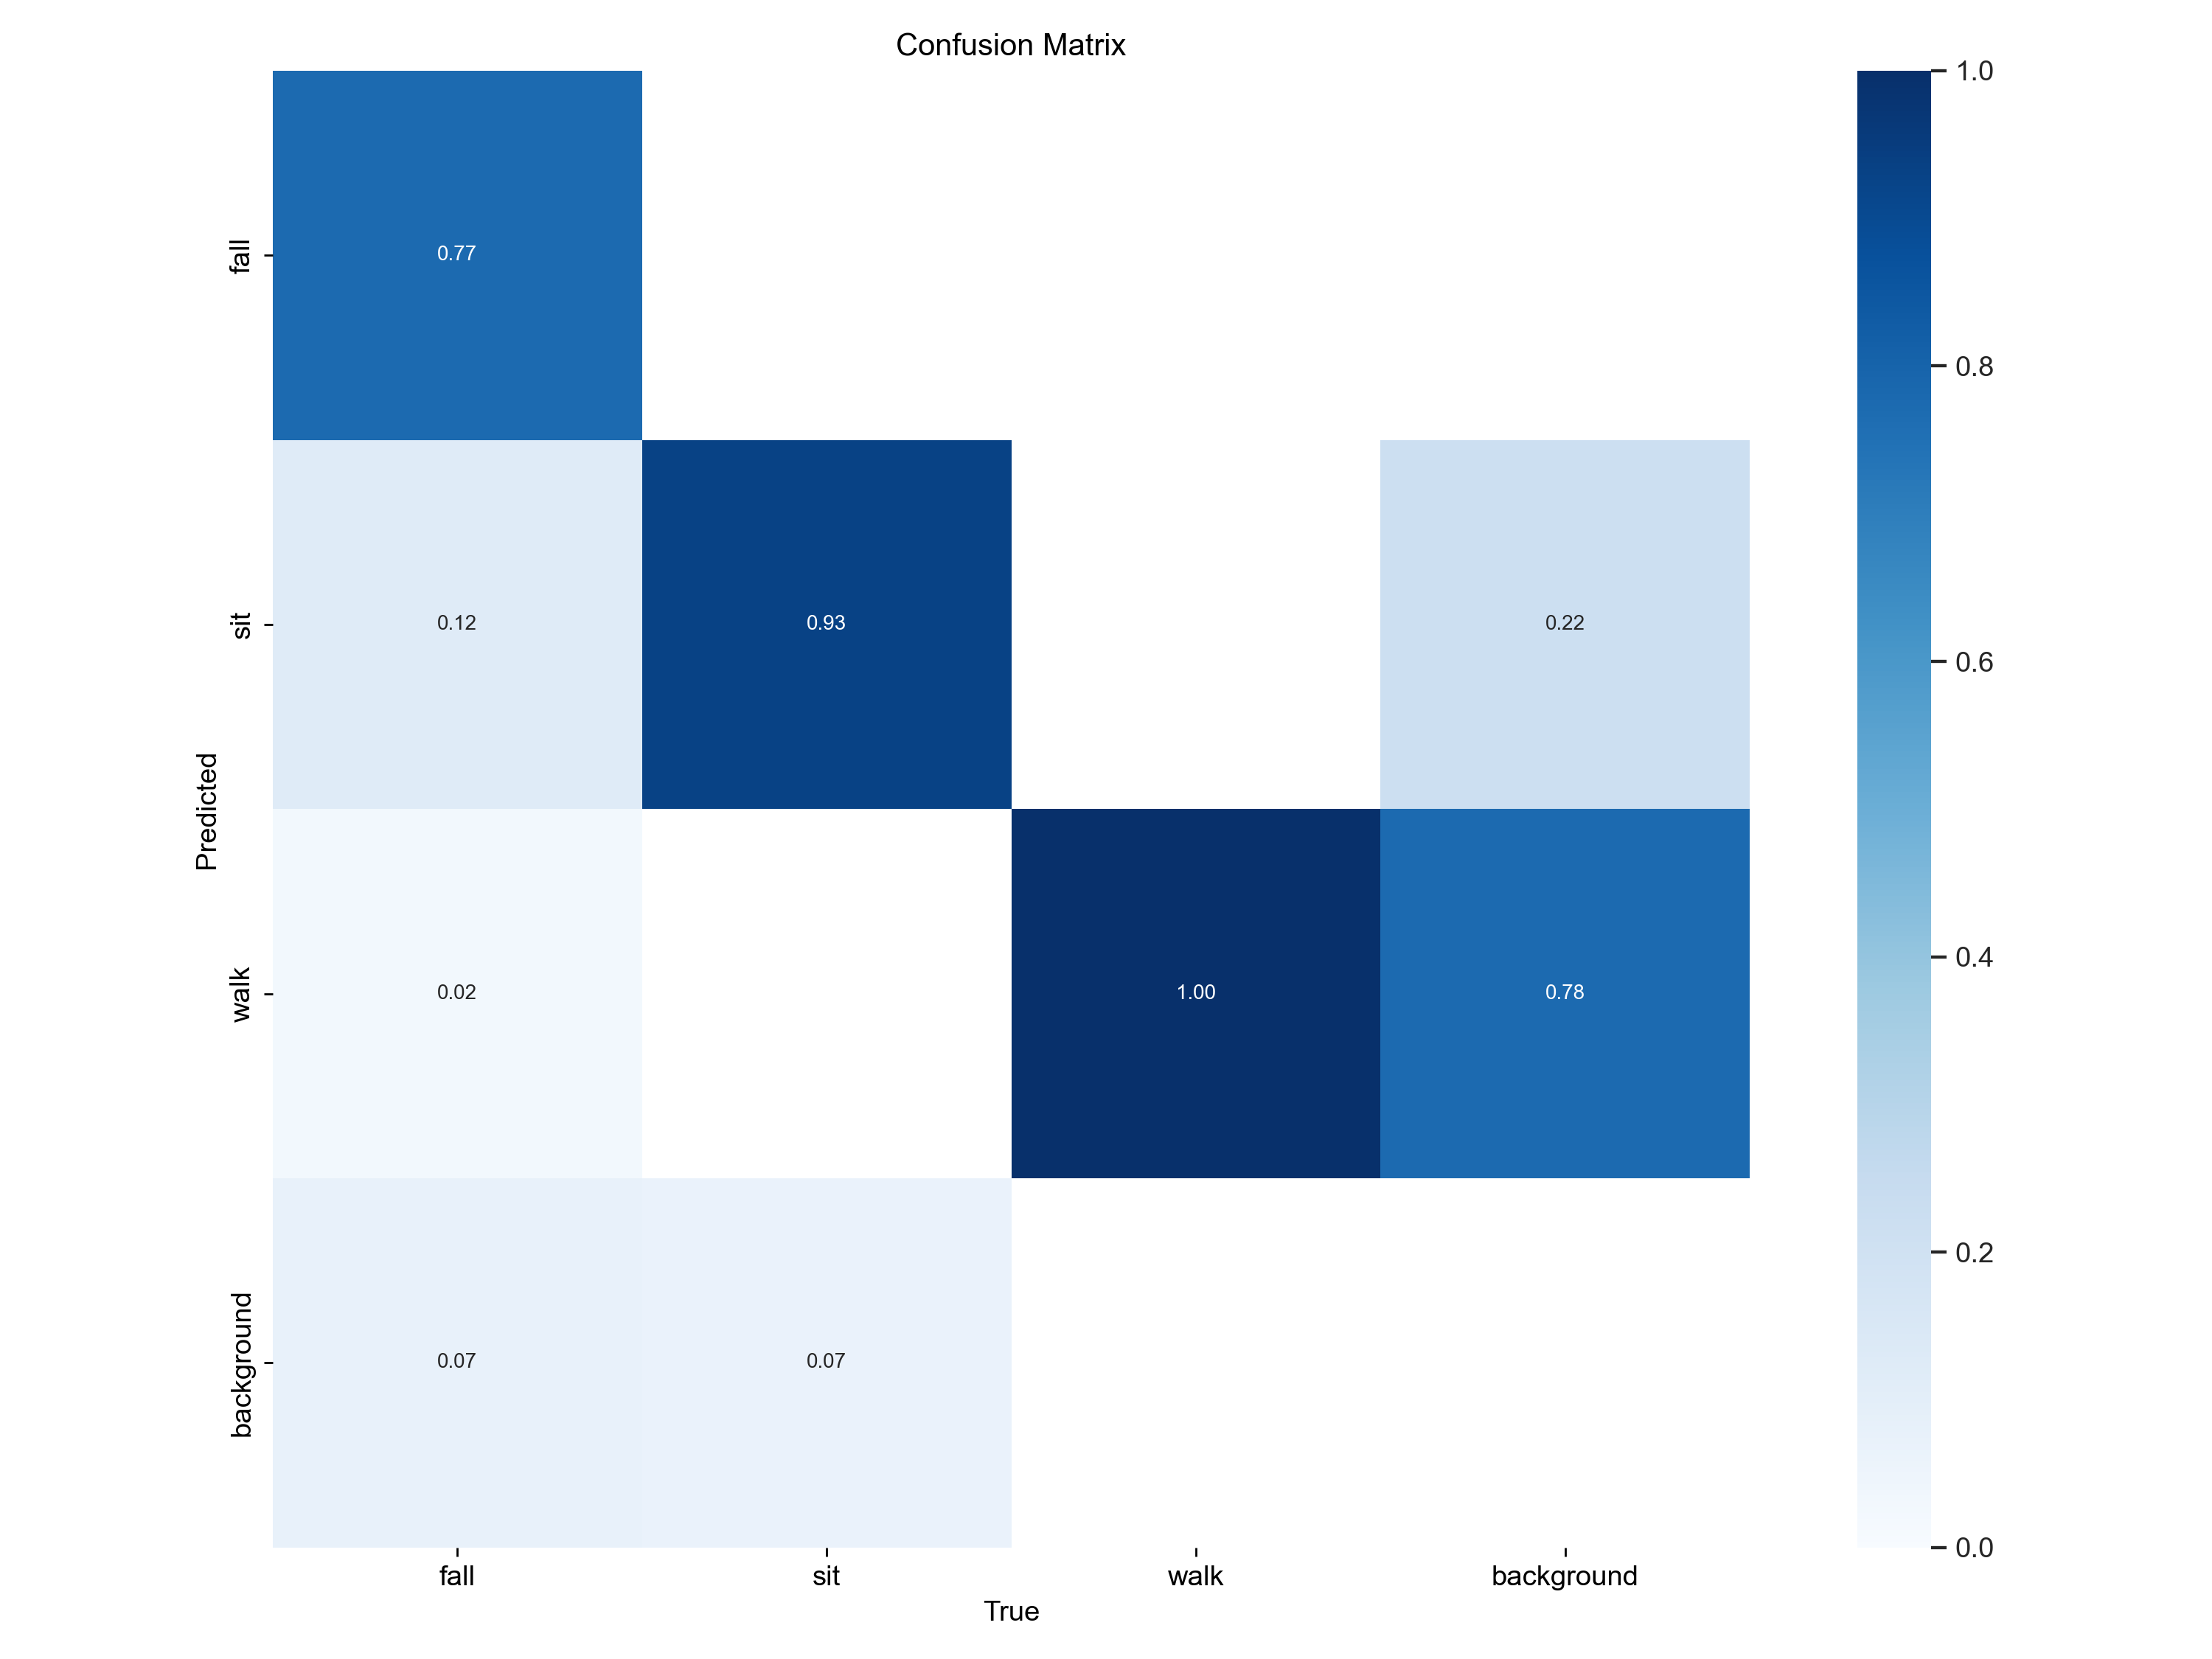 Confusion Matrix
fall
0.77
sit
0.12
0.93
0.22
walk
0.02
1.00
0.78
background
0.07
0.07
Predicted
fall
sit
walk
background
True
1.0
0.8
0.6
0.4
0.2
0.0